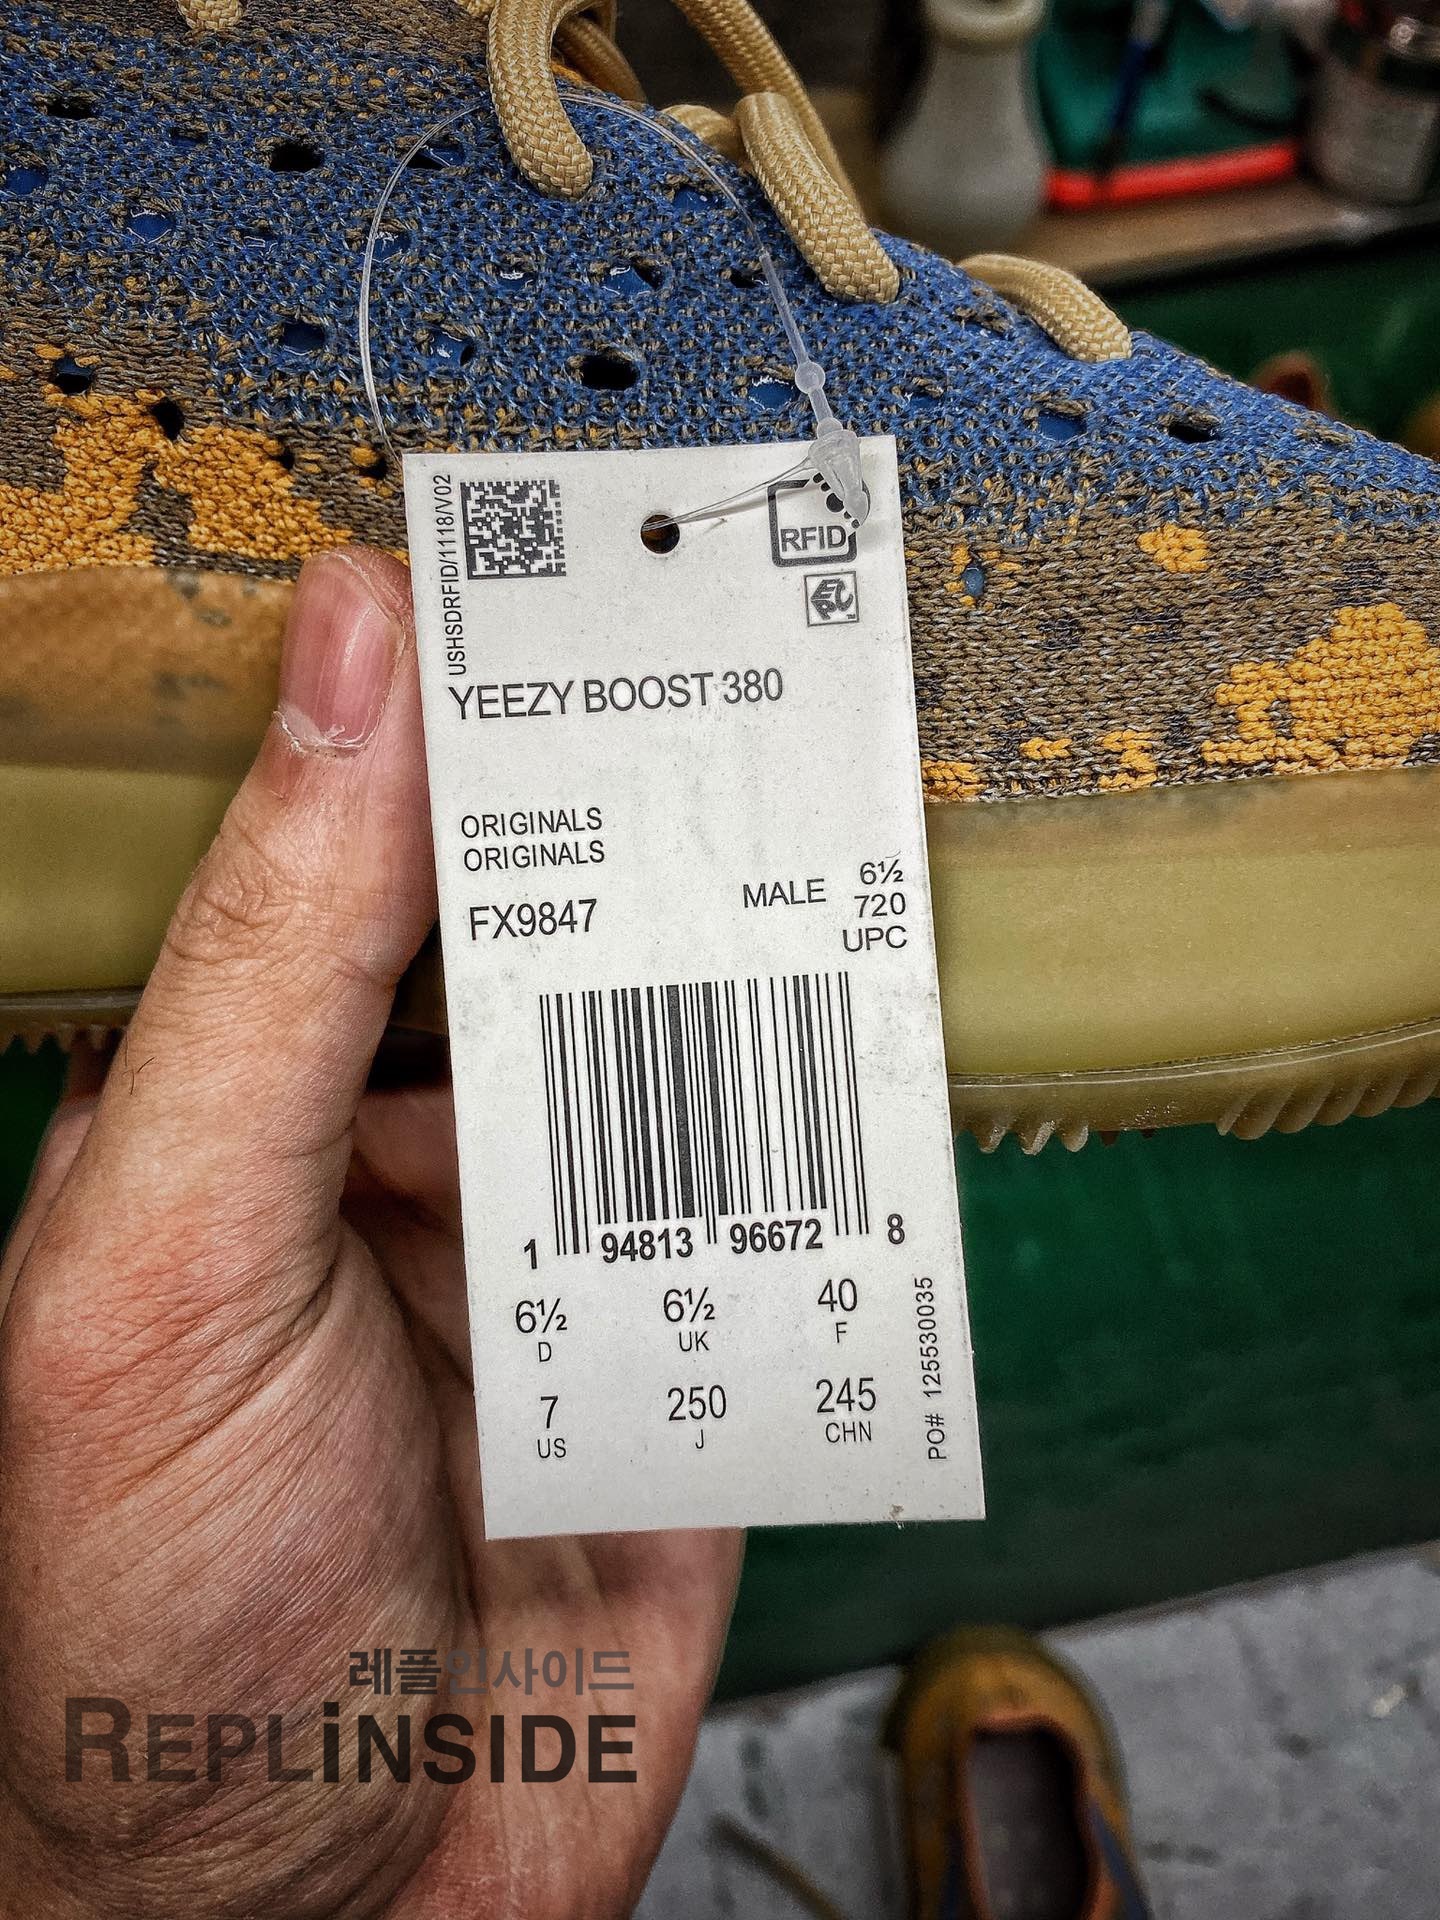 USHSDRFID/1118/V02
RFID
EPC
YEEZY BOOST 380
ORIGINALS
ORIGINALS
FX9847
MALE 6½
720
UPC
1 94813 96672 8
6½ 6½ 40
D UK F
7 250 245
US J CHN
PO# 125530035
레플인사이드
REPLiNSIDE